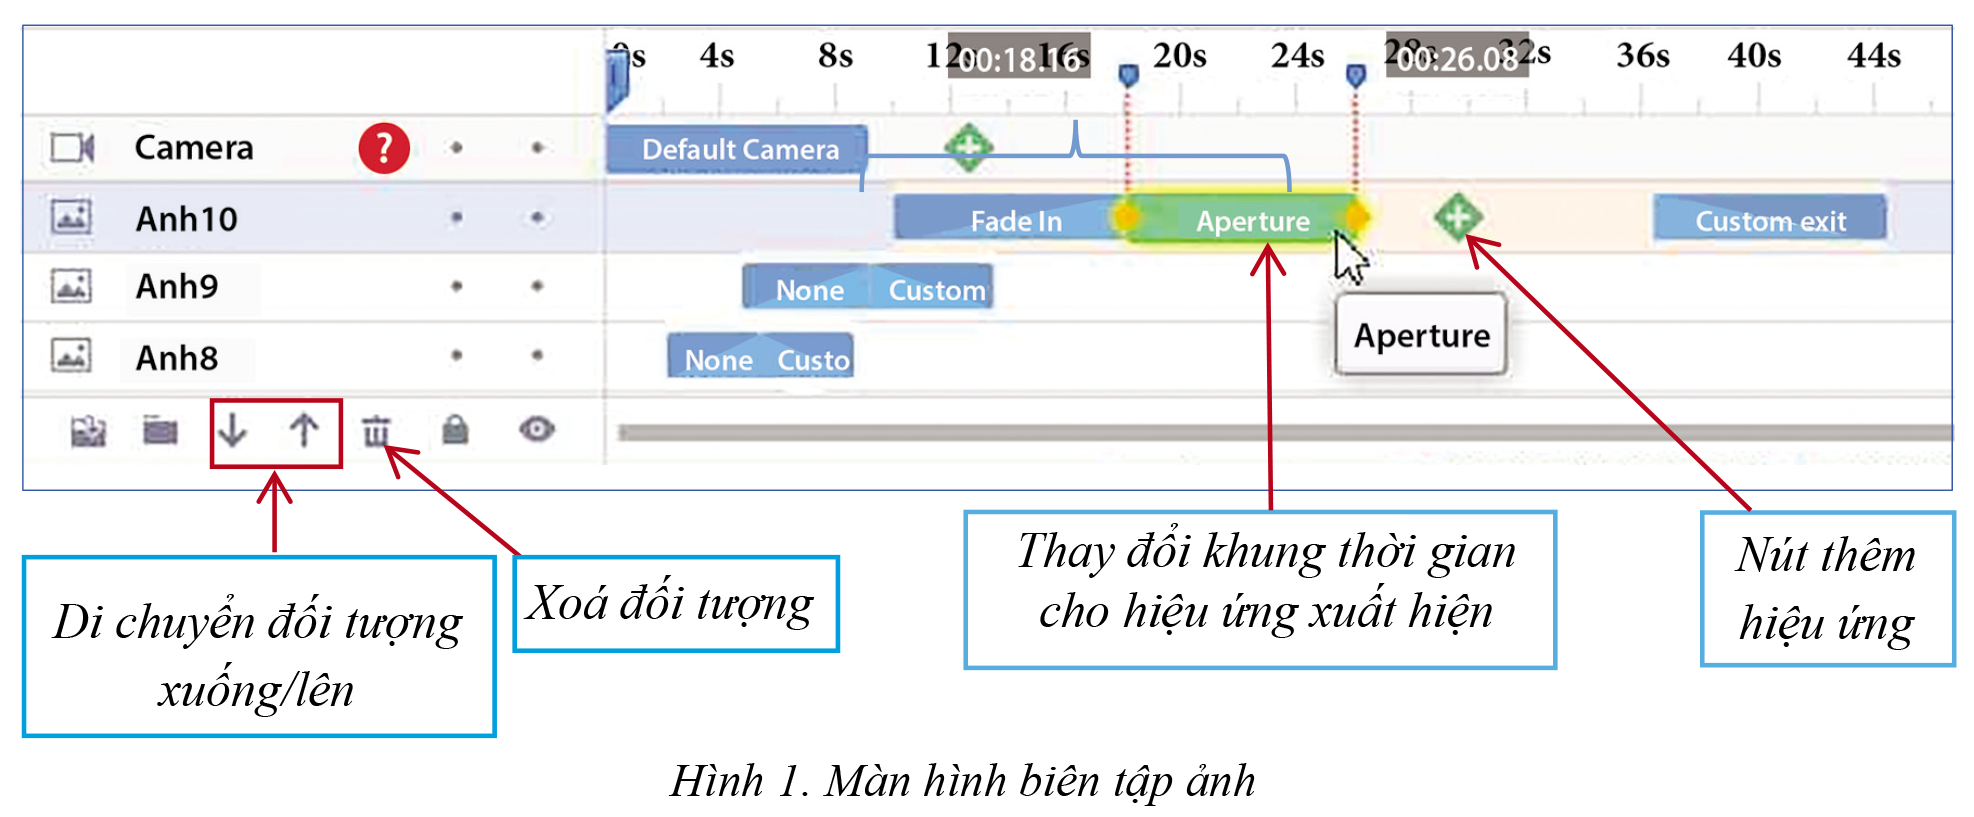 0s 4s 8s 12s 00:18.16 16s 20s 24s 28s 00:26.08 32s 36s 40s 44s
Camera ? Default Camera
Anh10 Fade In Aperture Custom exit
Anh9 None Custom
Aperture
Anh8 None Custo
Di chuyển đối tượng
xuống/lên
Xoá đối tượng
Thay đổi khung thời gian
cho hiệu ứng xuất hiện
Nút thêm
hiệu ứng
Hình 1. Màn hình biên tập ảnh